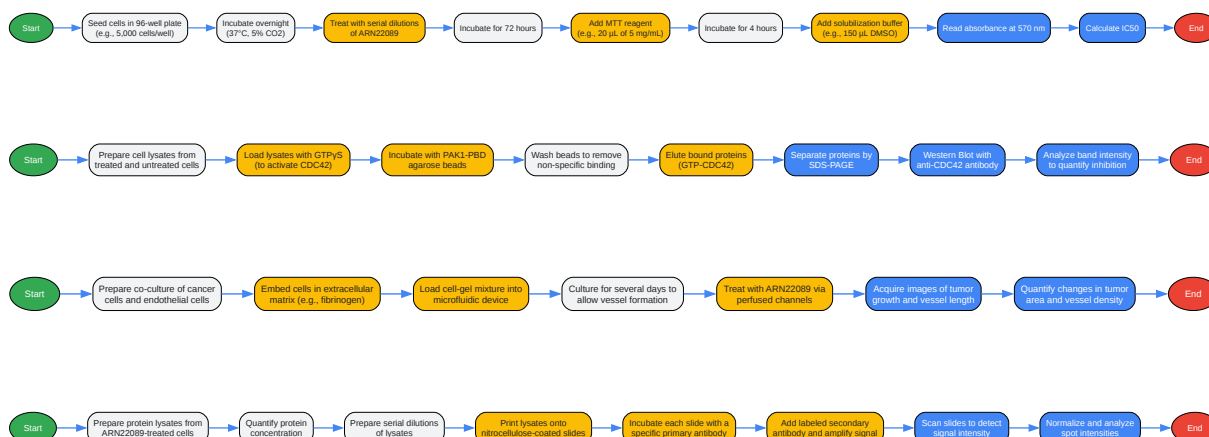 Start
Seed cells in 96-well plate
(e.g., 5,000 cells/well)
Incubate overnight
(37°C, 5% CO2)
Treat with serial dilutions
of ARN22089
Incubate for 72 hours
Add MTT reagent
(e.g., 20 µL of 5 mg/mL)
Incubate for 4 hours
Add solubilization buffer
(e.g., 150 µL DMSO)
Read absorbance at 570 nm
Calculate IC50
End
Start
Prepare cell lysates from
treated and untreated cells
Load lysates with GTPγS
(to activate CDC42)
Incubate with PAK1-PBD
agarose beads
Wash beads to remove
non-specific binding
Elute bound proteins
(GTP-CDC42)
Separate proteins by
SDS-PAGE
Western Blot with
anti-CDC42 antibody
Analyze band intensity
to quantify inhibition
End
Start
Prepare co-culture of cancer
cells and endothelial cells
Embed cells in extracellular
matrix (e.g., fibrinogen)
Load cell-gel mixture into
microfluidic device
Culture for several days to
allow vessel formation
Treat with ARN22089 via
perfused channels
Acquire images of tumor
growth and vessel length
Quantify changes in tumor
area and vessel density
End
Start
Prepare protein lysates from
ARN22089-treated cells
Quantify protein
concentration
Prepare serial dilutions
of lysates
Print lysates onto
nitrocellulose-coated slides
Incubate each slide with a
specific primary antibody
Add labeled secondary
antibody and amplify signal
Scan slides to detect
signal intensity
Normalize and analyze
spot intensities
End